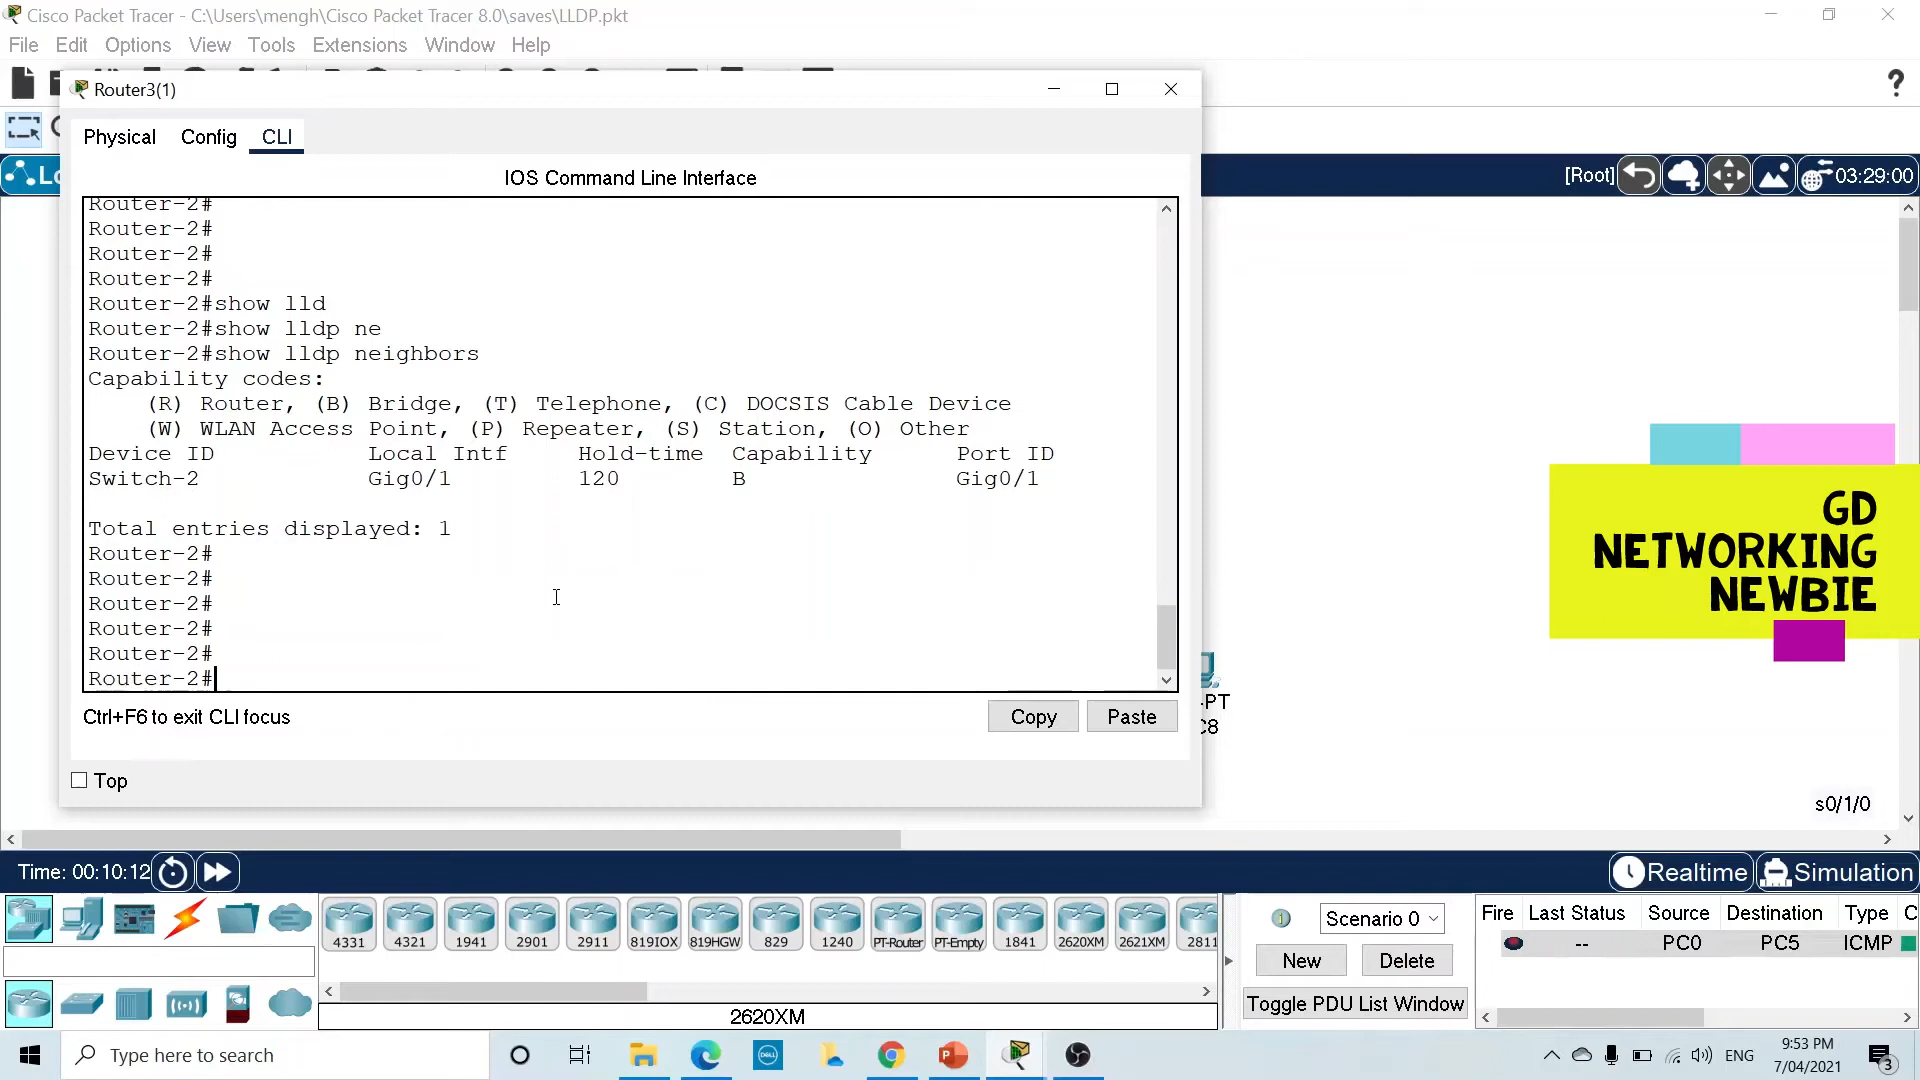 Cisco Packet Tracer - C:\Users\mengh\Cisco Packet Tracer 8.0\saves\LLDP.pkt
File Edit Options View Tools Extensions Window Help
Router3(1)
Physical Config CLI
IOS Command Line Interface
[Root] 03:29:00
Router-2#
Router-2#
Router-2#
Router-2#
Router-2#show lld
Router-2#show lldp ne
Router-2#show lldp neighbors
Capability codes:
(R) Router, (B) Bridge, (T) Telephone, (C) DOCSIS Cable Device
(W) WLAN Access Point, (P) Repeater, (S) Station, (O) Other
Device ID Local Intf Hold-time Capability Port ID
Switch-2 Gig0/1 120 B Gig0/1
Total entries displayed: 1
Router-2#
Router-2#
Router-2#
Router-2#
Router-2#
Router-2#
Ctrl+F6 to exit CLI focus
Copy Paste
Top
GD
NETWORKING
NEWBIE
-PT
C8
s0/1/0
Time: 00:10:12
Realtime Simulation
4331 4321 1941 2901 2911 819IOX 819HGW 829 1240 PT-Router PT-Empty 1841 2620XM 2621XM 2811
2620XM
Scenario 0
New Delete
Toggle PDU List Window
Fire Last Status Source Destination Type C
-- PC0 PC5 ICMP
Type here to search
DELL
ENG
9:53 PM
7/04/2021
3